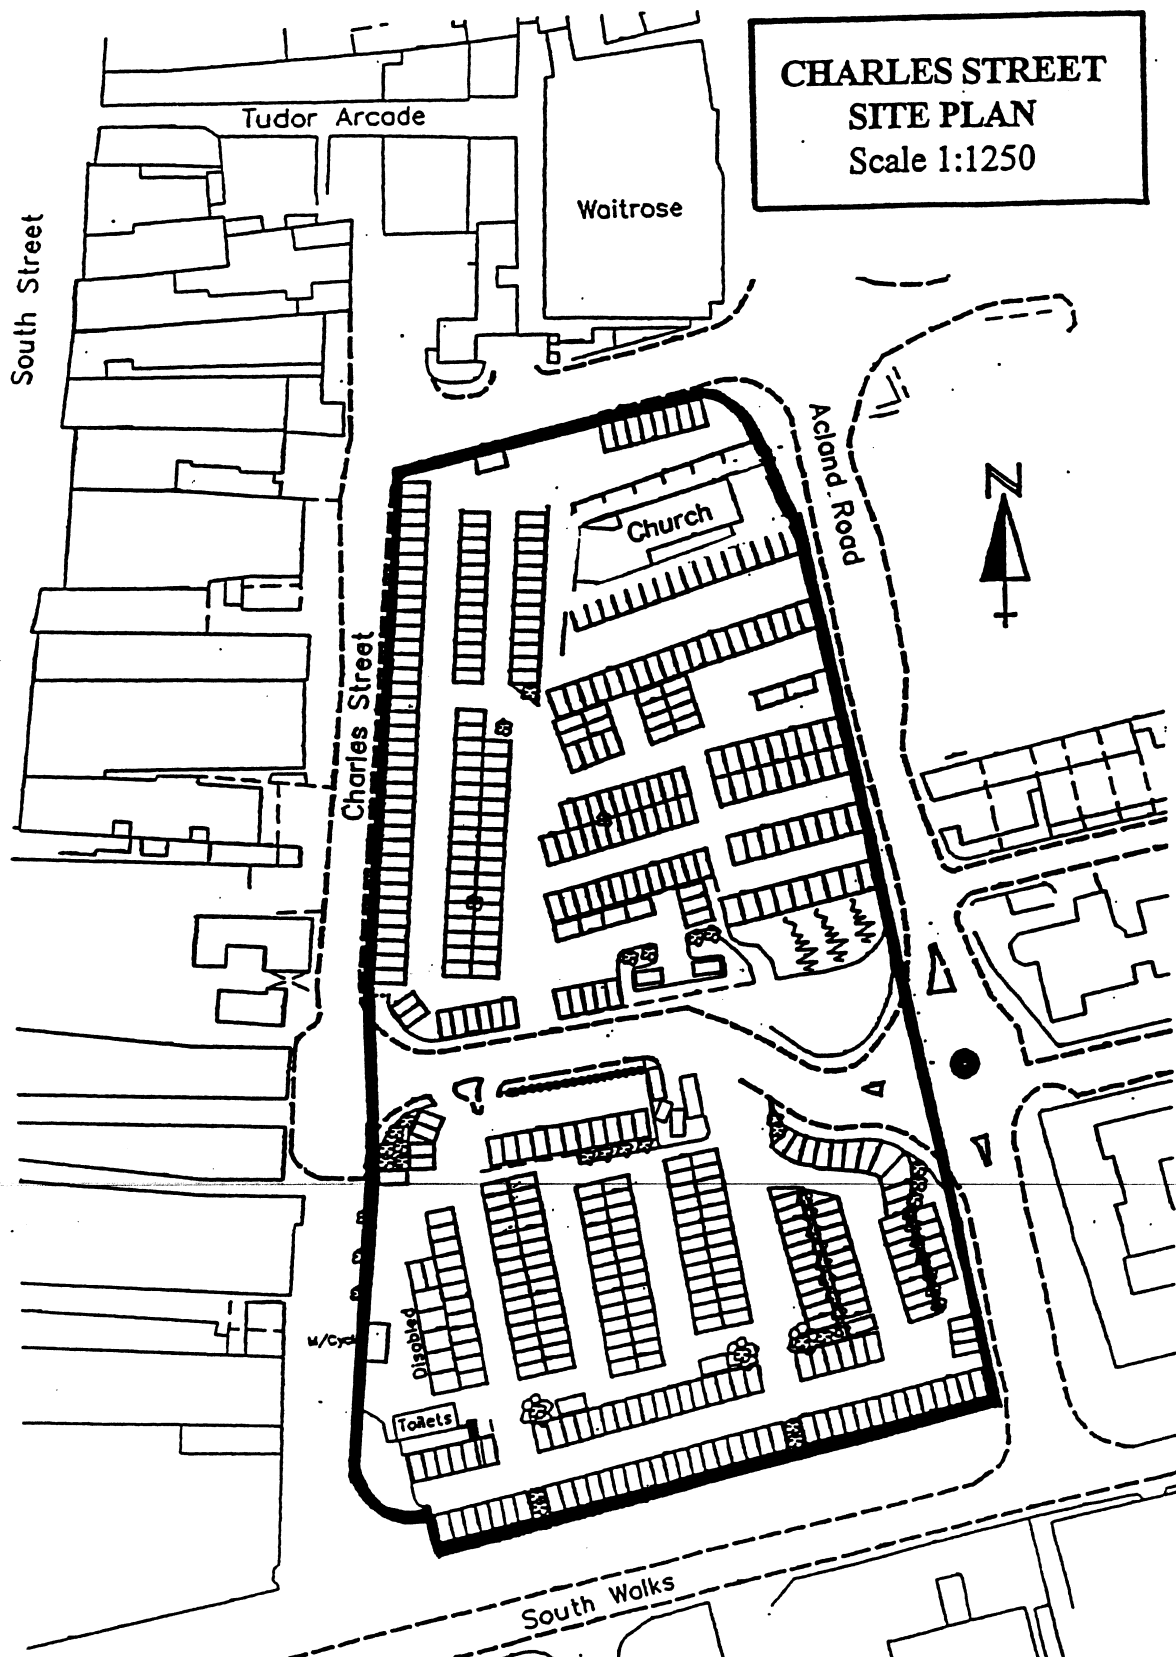 CHARLES STREET
SITE PLAN
Scale 1:1250
Tudor Arcade
Waitrose
South Street
Acland Road
N
Church
Charles Street
Disabled
M/Cycle
Toilets
South Walks